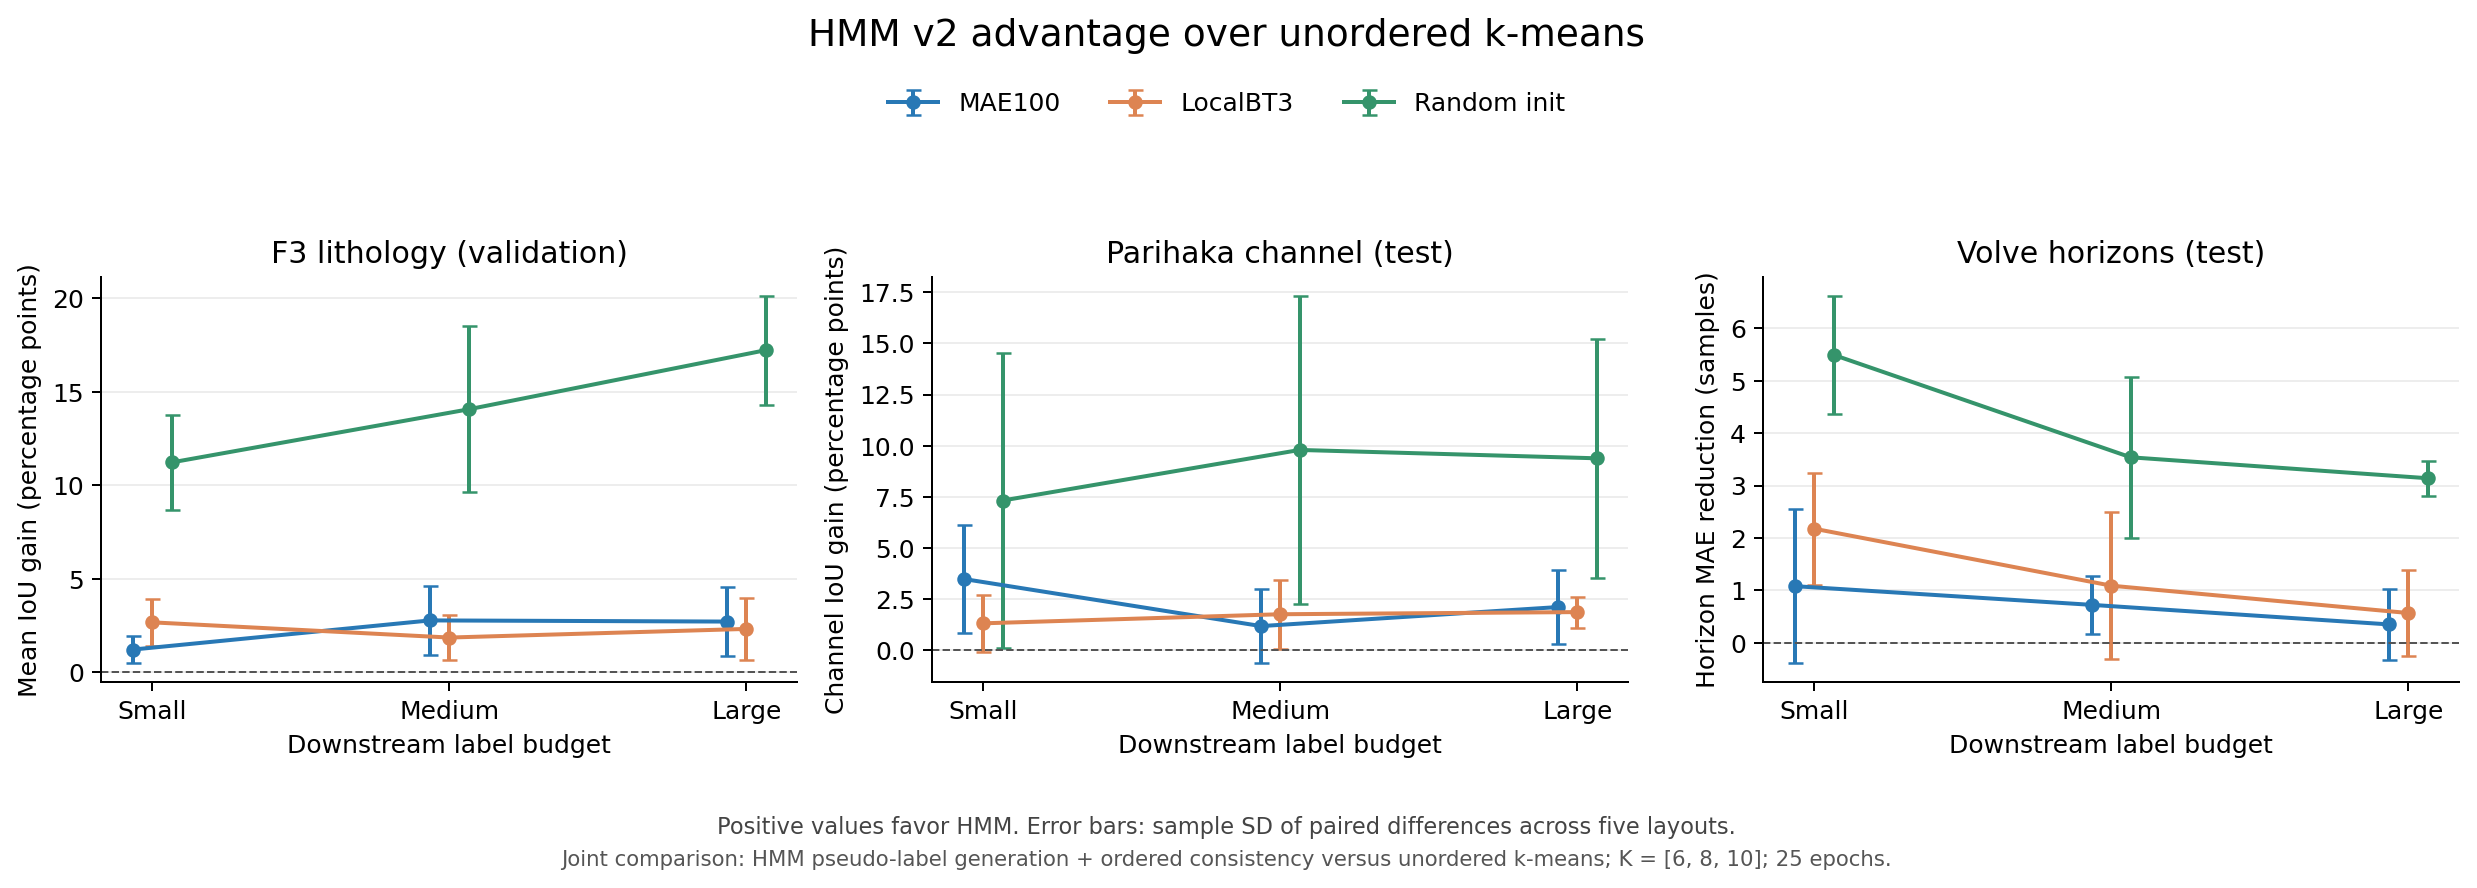 HMM v2 advantage over unordered k-means
MAE100
LocalBT3
Random init
F3 lithology (validation)
Mean IoU gain (percentage points)
20
15
10
5
0
Small
Medium
Large
Downstream label budget
Parihaka channel (test)
Channel IoU gain (percentage points)
17.5
15.0
12.5
10.0
7.5
5.0
2.5
0.0
Small
Medium
Large
Downstream label budget
Volve horizons (test)
Horizon MAE reduction (samples)
6
5
4
3
2
1
0
Small
Medium
Large
Downstream label budget
Positive values favor HMM. Error bars: sample SD of paired differences across five layouts.
Joint comparison: HMM pseudo-label generation + ordered consistency versus unordered k-means; K = [6, 8, 10]; 25 epochs.